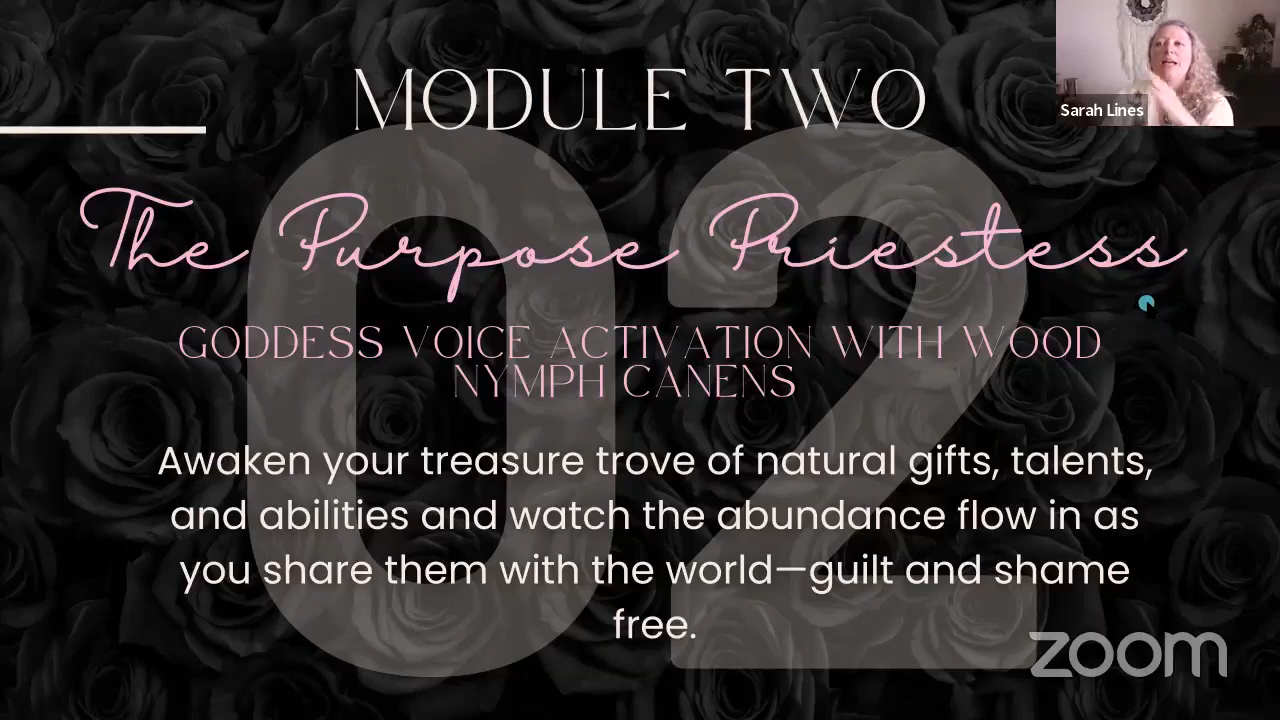 MODULE TWO
Sarah Lines
The Purpose Priestess
GODDESS VOICE ACTIVATION WITH WOOD
NYMPH CANENS
Awaken your treasure trove of natural gifts, talents,
and abilities and watch the abundance flow in as
you share them with the world—guilt and shame
free.
zoom
02